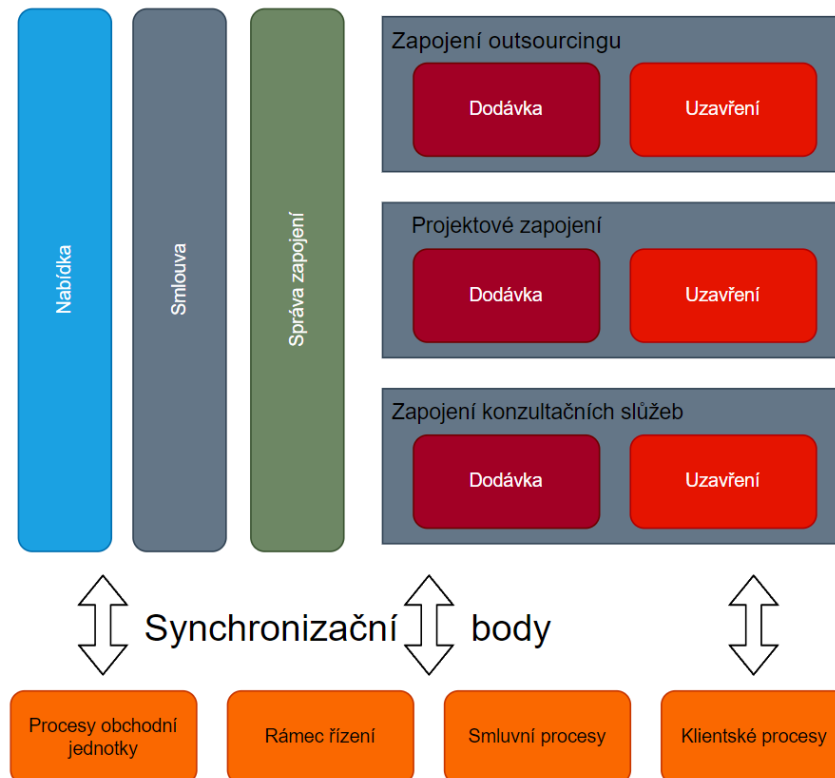 Nabídka
Smlouva
Správa zapojení
Zapojení outsourcingu
Dodávka
Uzavření
Projektové zapojení
Dodávka
Uzavření
Zapojení konzultačních slůžeb
Dodávka
Uzavření
Synchronizační body
Procesy obchodní
jednotky
Rámec řízení
Smluvní procesy
Klientské procesy